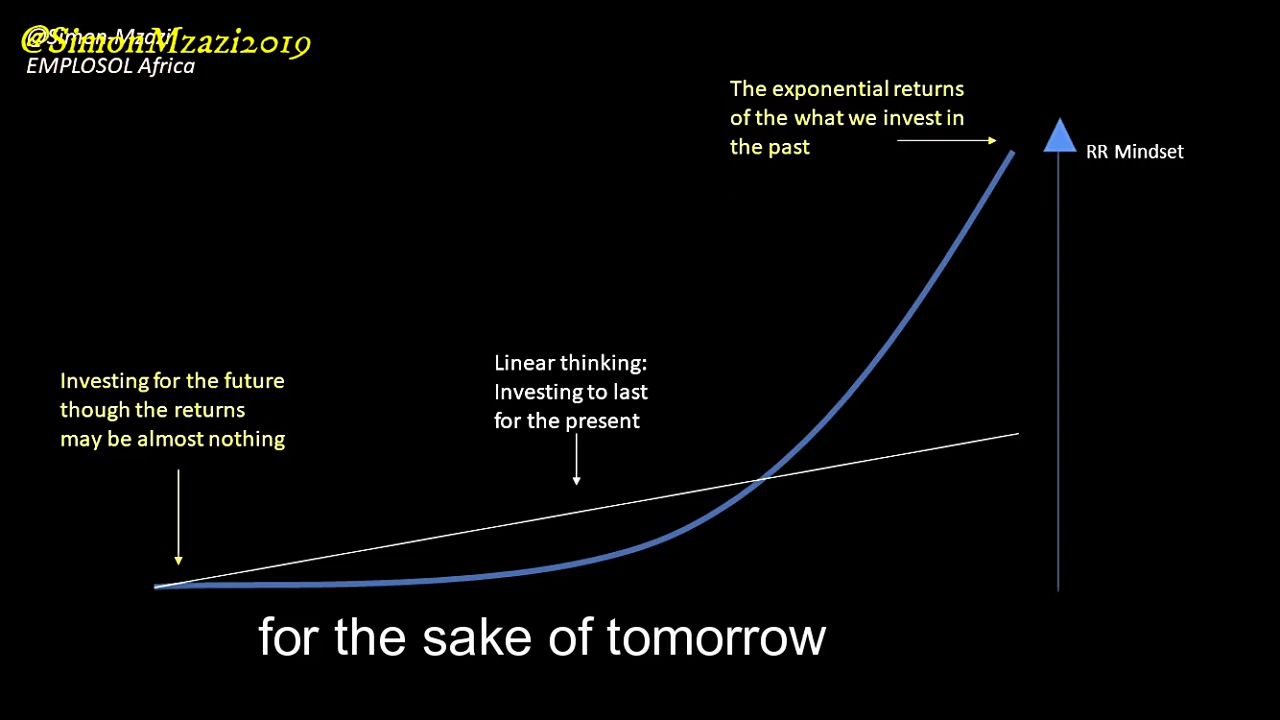 @SimonMzazi2019
@Simon-Mzazi
EMPLOSOL Africa
The exponential returns
of the what we invest in
the past
RR Mindset
Linear thinking:
Investing to last
for the present
Investing for the future
though the returns
may be almost nothing
for the sake of tomorrow